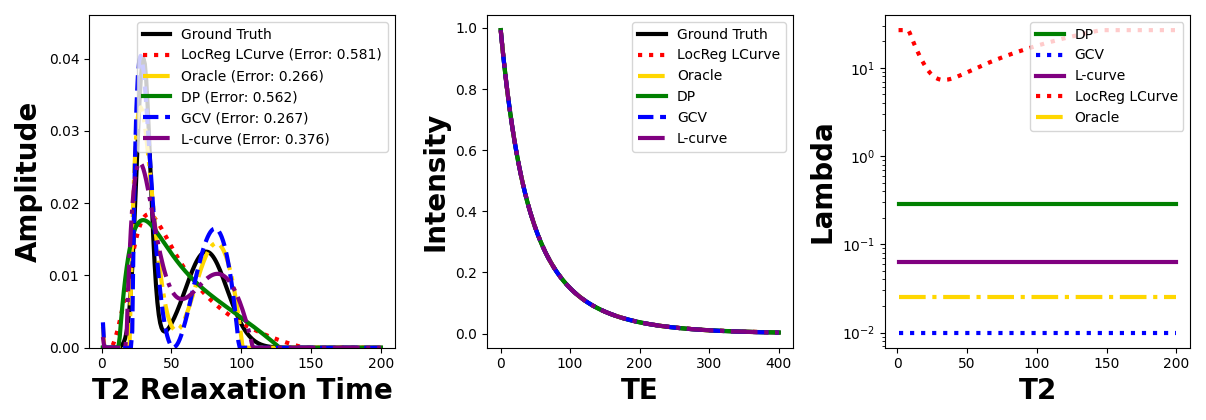 Amplitude
0.04
0.03
0.02
0.01
0.00
Ground Truth
LocReg LCurve (Error: 0.581)
Oracle (Error: 0.266)
DP (Error: 0.562)
GCV (Error: 0.267)
L-curve (Error: 0.376)
0 50 100 150 200
T2 Relaxation Time
Intensity
1.0
0.8
0.6
0.4
0.2
0.0
Ground Truth
LocReg LCurve
Oracle
DP
GCV
L-curve
0 100 200 300 400
TE
Lambda
10¹
10⁰
10⁻¹
10⁻²
DP
GCV
L-curve
LocReg LCurve
Oracle
0 50 100 150 200
T2